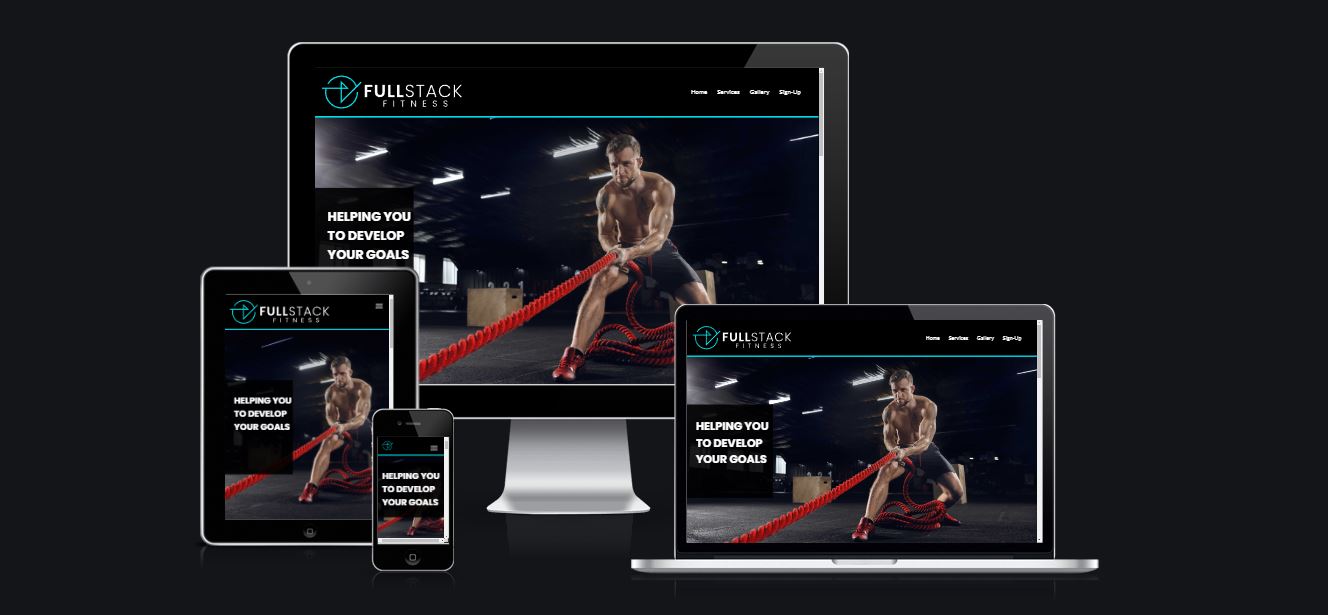 FULLSTACK
FITNESS
Home Services Gallery Sign-Up
HELPING YOU
TO DEVELOP
YOUR GOALS
FULLSTACK
FITNESS
HELPING YOU
TO DEVELOP
YOUR GOALS
HELPING YOU
TO DEVELOP
YOUR GOALS
FULLSTACK
FITNESS
Home Services Gallery Sign-Up
HELPING YOU
TO DEVELOP
YOUR GOALS